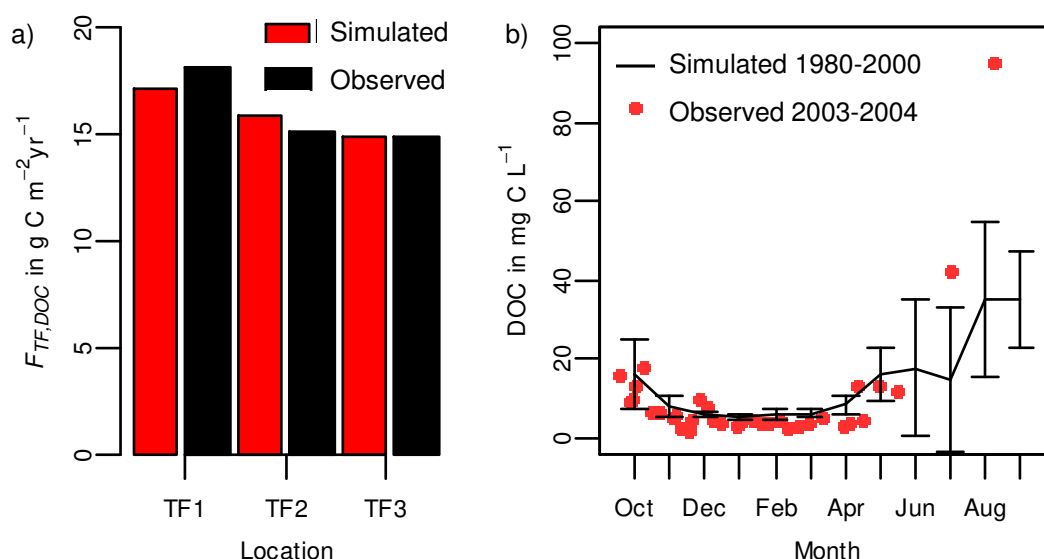 a)
Simulated
Observed
F_{TF,DOC} in g C m^{−2}yr^{−1}
20
15
10
5
0
TF1 TF2 TF3
Location
b)
Simulated 1980-2000
Observed 2003-2004
DOC in mg C L^{−1}
100
80
60
40
20
0
Oct Dec Feb Apr Jun Aug
Month